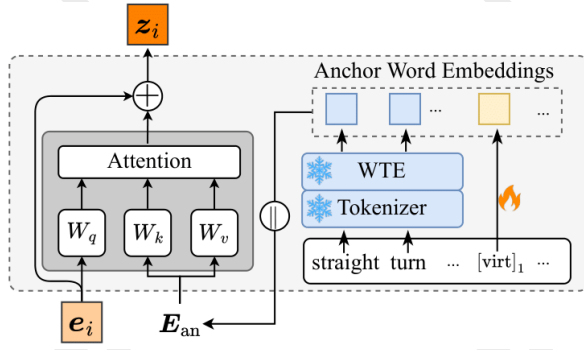 z_i
Anchor Word Embeddings
... ...
Attention
WTE
Tokenizer
||
W_q W_k W_v
straight turn ... [virt]_1 ...
e_i
E_an